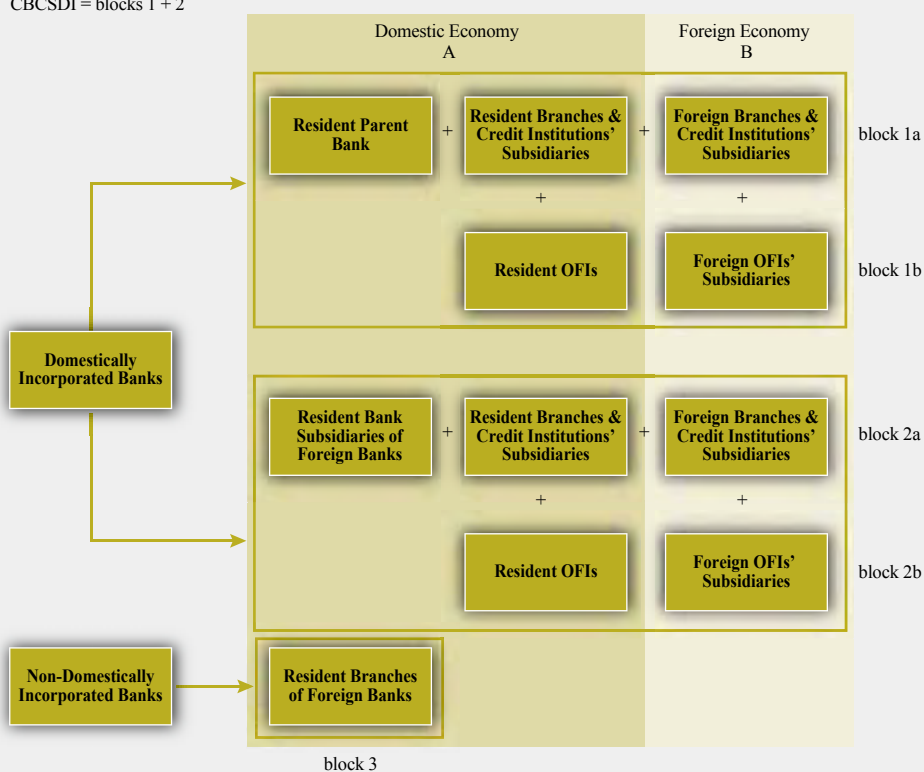 CBCSDI = blocks 1 + 2
Domestic Economy
A
Foreign Economy
B
Resident Parent
Bank
+
Resident Branches &
Credit Institutions’
Subsidiaries
+
Foreign Branches &
Credit Institutions’
Subsidiaries
block 1a
+
+
Resident OFIs
Foreign OFIs’
Subsidiaries
block 1b
Domestically
Incorporated Banks
Resident Bank
Subsidiaries of
Foreign Banks
+
Resident Branches &
Credit Institutions’
Subsidiaries
+
Foreign Branches &
Credit Institutions’
Subsidiaries
block 2a
+
+
Resident OFIs
Foreign OFIs’
Subsidiaries
block 2b
Non-Domestically
Incorporated Banks
Resident Branches
of Foreign Banks
block 3